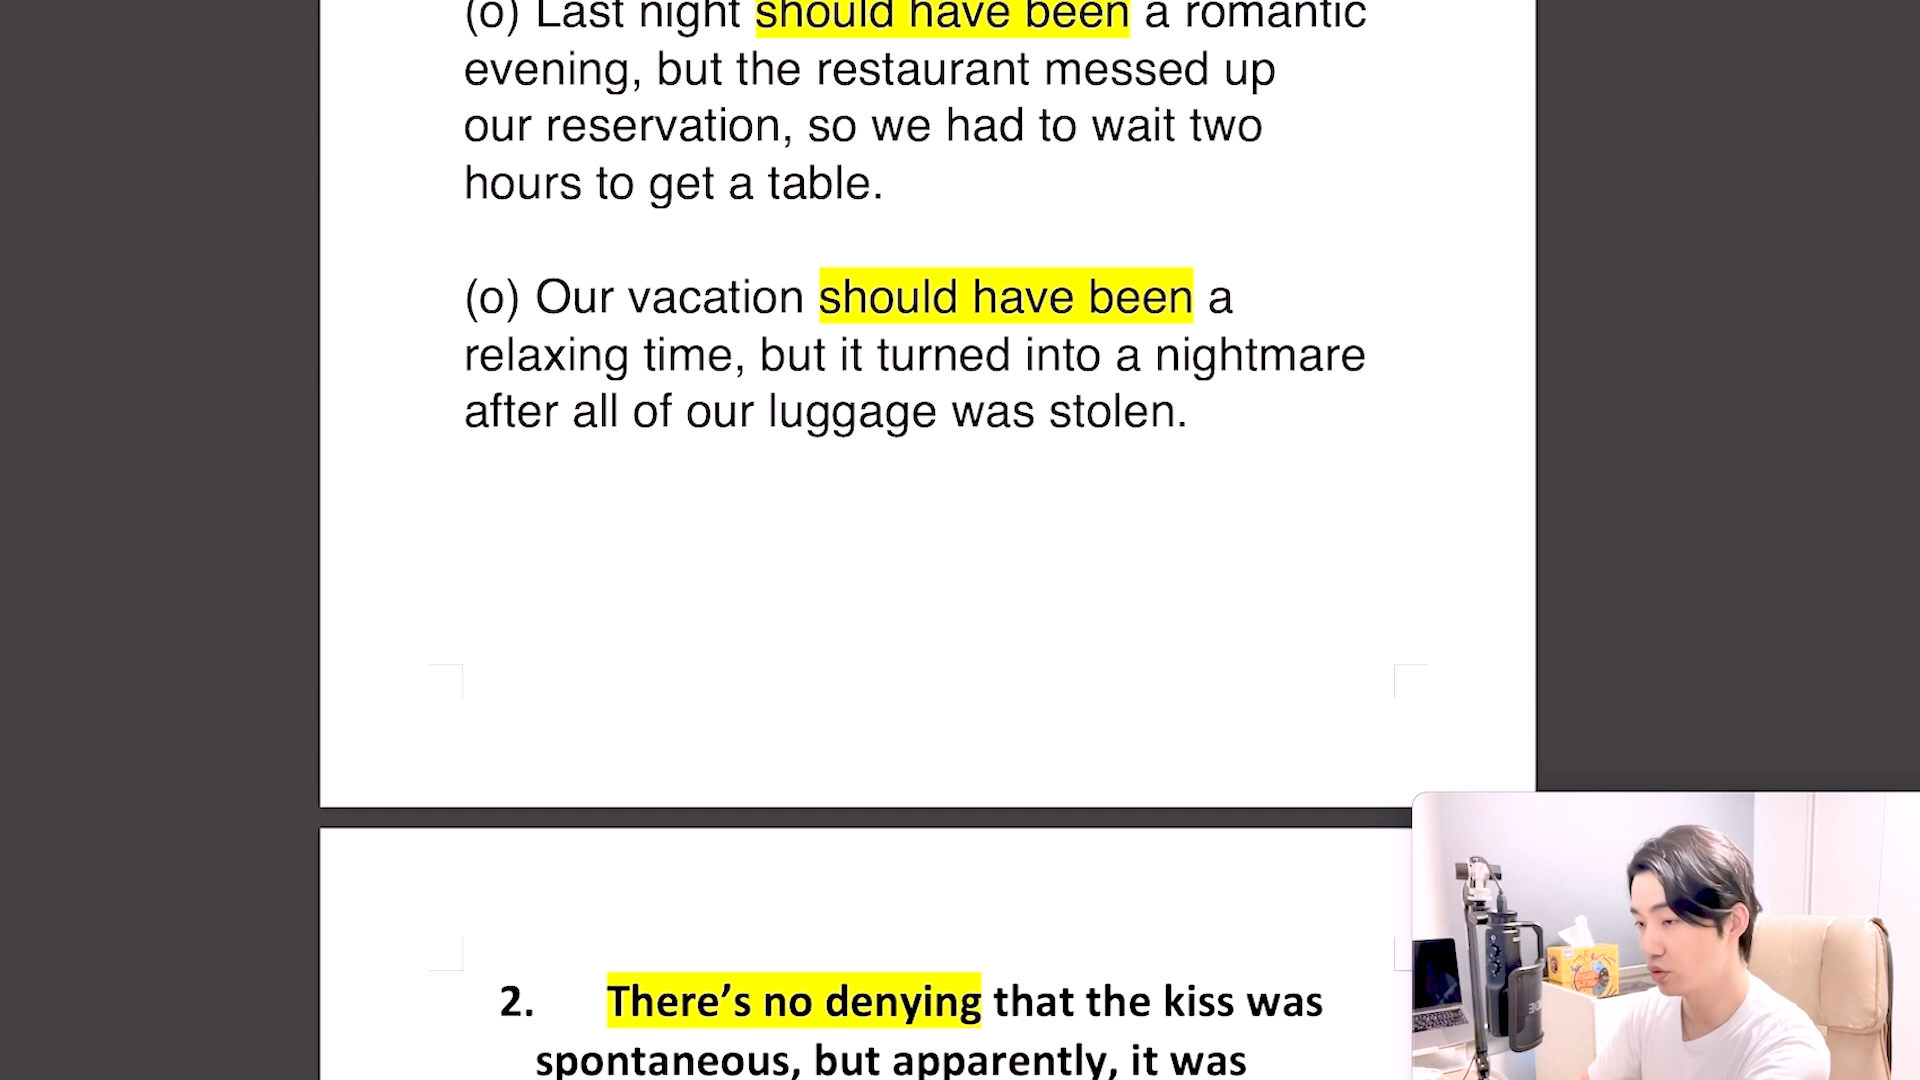 (o) Last night should have been a romantic
evening, but the restaurant messed up
our reservation, so we had to wait two
hours to get a table.
(o) Our vacation should have been a
relaxing time, but it turned into a nightmare
after all of our luggage was stolen.
2. There’s no denying that the kiss was
spontaneous, but apparently, it was